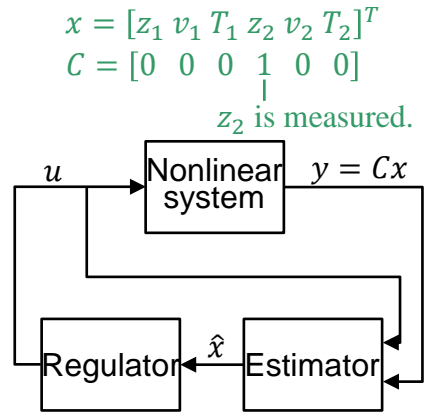 x = [z₁ v₁ T₁ z₂ v₂ T₂]ᵀ
C = [0 0 0 1 0 0]
z₂ is measured.
u
Nonlinear
system
y = Cx
Regulator
x̂
Estimator